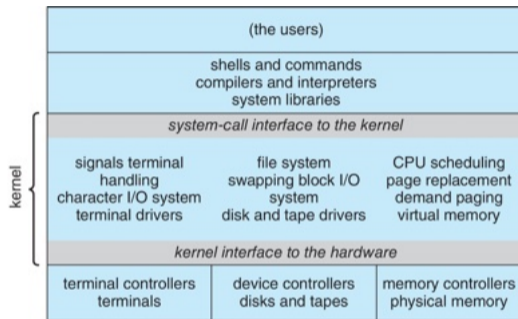 (the users)
shells and commands
compilers and interpreters
system libraries
system-call interface to the kernel
kernel
signals terminal
handling
character I/O system
terminal drivers
file system
swapping block I/O
system
disk and tape drivers
CPU scheduling
page replacement
demand paging
virtual memory
kernel interface to the hardware
terminal controllers
terminals
device controllers
disks and tapes
memory controllers
physical memory